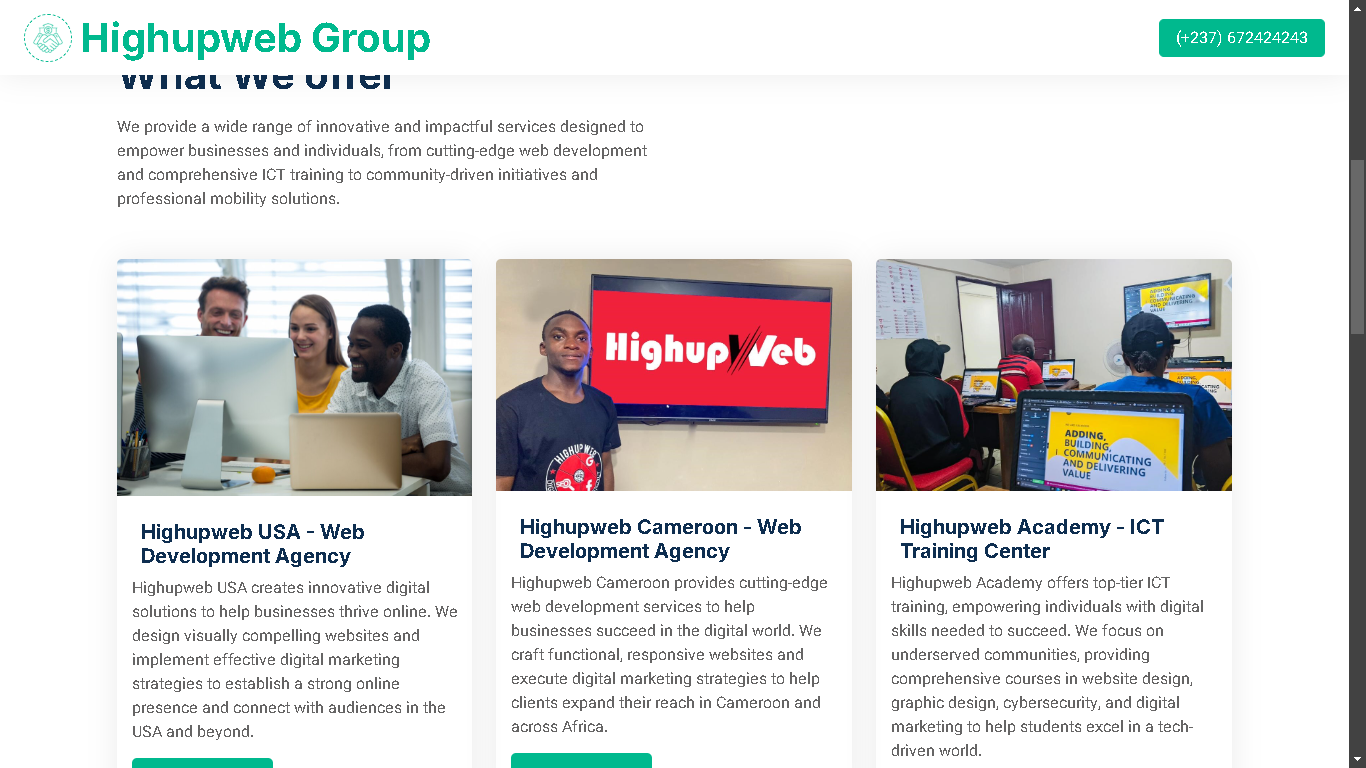 Highupweb Group
(+237) 672424243
What We offer
We provide a wide range of innovative and impactful services designed to
empower businesses and individuals, from cutting-edge web development
and comprehensive ICT training to community-driven initiatives and
professional mobility solutions.
HighupWeb
HIGHUPWEB
ADDING,
BUILDING,
COMMUNICATING
AND DELIVERING
VALUE
ADDING,
BUILDING,
COMMUNICATING
AND DELIVERING
VALUE
Highupweb USA - Web
Development Agency
Highupweb USA creates innovative digital
solutions to help businesses thrive online. We
design visually compelling websites and
implement effective digital marketing
strategies to establish a strong online
presence and connect with audiences in the
USA and beyond.
Highupweb Cameroon - Web
Development Agency
Highupweb Cameroon provides cutting-edge
web development services to help
businesses succeed in the digital world. We
craft functional, responsive websites and
execute digital marketing strategies to help
clients expand their reach in Cameroon and
across Africa.
Highupweb Academy - ICT
Training Center
Highupweb Academy offers top-tier ICT
training, empowering individuals with digital
skills needed to succeed. We focus on
underserved communities, providing
comprehensive courses in website design,
graphic design, cybersecurity, and digital
marketing to help students excel in a tech-
driven world.